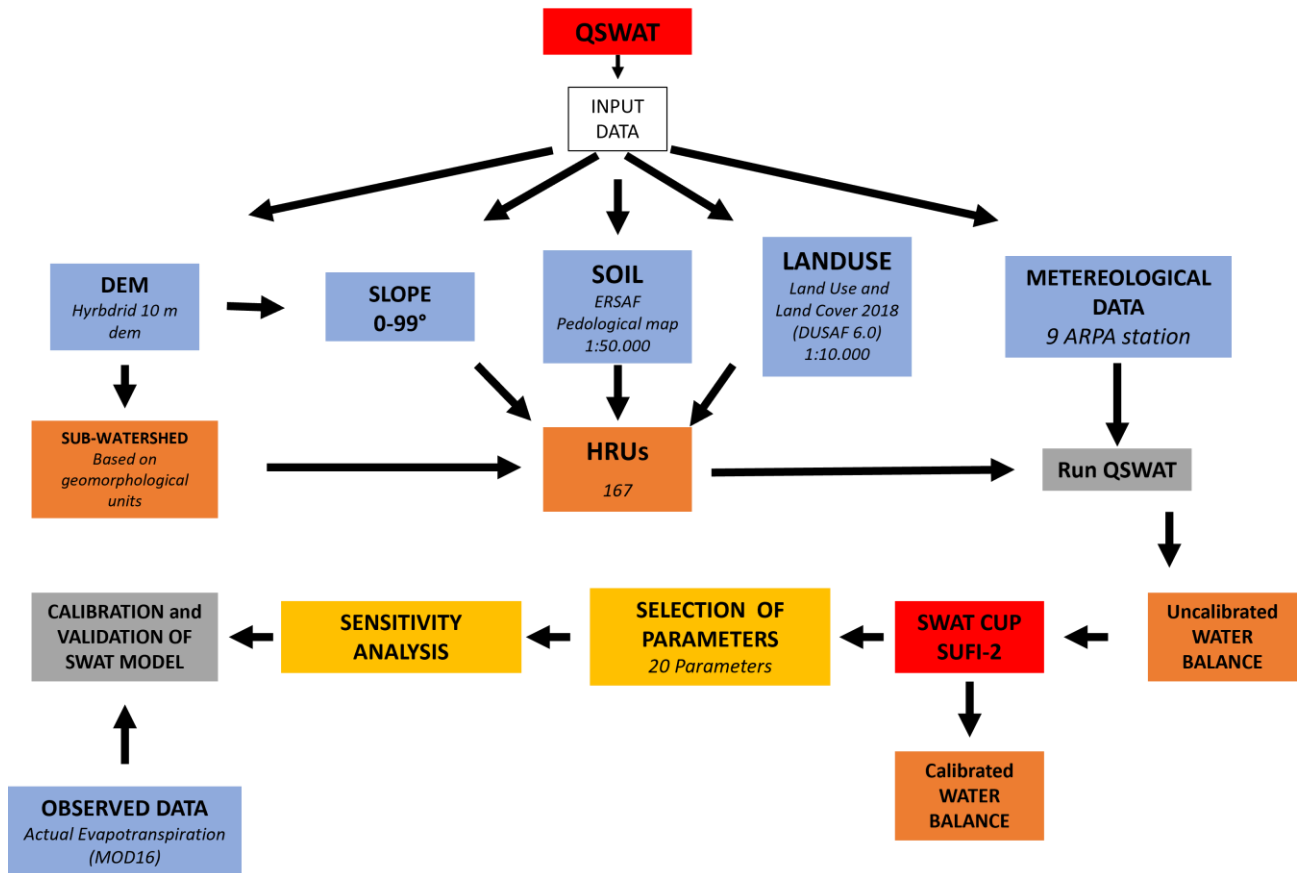 QSWAT
INPUT
DATA
DEM
Hyrbdrid 10 m
dem
SLOPE
0-99°
SOIL
ERSAF
Pedological map
1:50.000
LANDUSE
Land Use and
Land Cover 2018
(DUSAF 6.0)
1:10.000
METEREOLOGICAL
DATA
9 ARPA station
SUB-WATERSHED
Based on
geomorphological
units
HRUs
167
Run QSWAT
CALIBRATION and
VALIDATION OF
SWAT MODEL
SENSITIVITY
ANALYSIS
SELECTION OF
PARAMETERS
20 Parameters
SWAT CUP
SUFI-2
Uncalibrated
WATER
BALANCE
OBSERVED DATA
Actual Evapotranspiration
(MOD16)
Calibrated
WATER
BALANCE